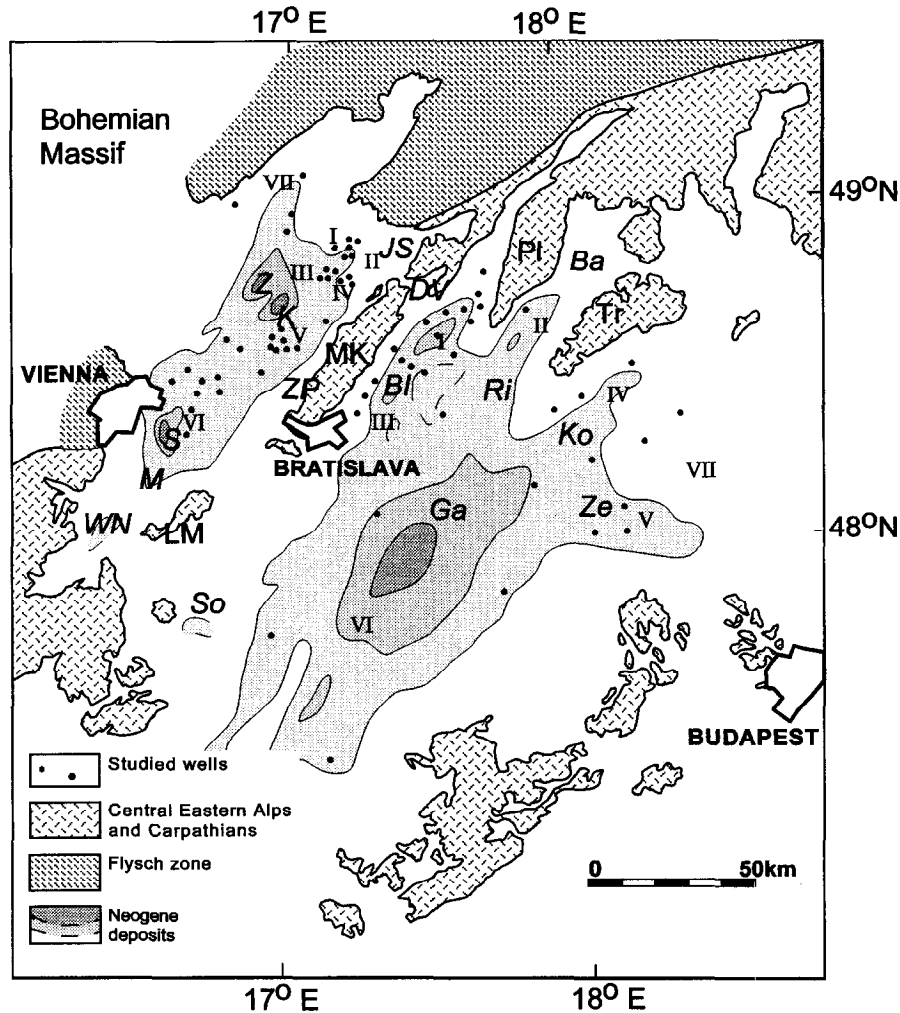 17° E
18° E
Bohemian
Massif
VII
49°N
I
JS
II
Pl
Ba
III
Z
IV
DV
K
Tr
V
I
II
MK
VIENNA
ZP
Bl
Ri
IV
VI
III
S
Ko
BRATISLAVA
VII
M
Ga
Ze
WN
LM
V
48°N
So
VI
BUDAPEST
Studied wells
Central Eastern Alps
and Carpathians
Flysch zone
0 50km
Neogene
deposits
17° E
18° E